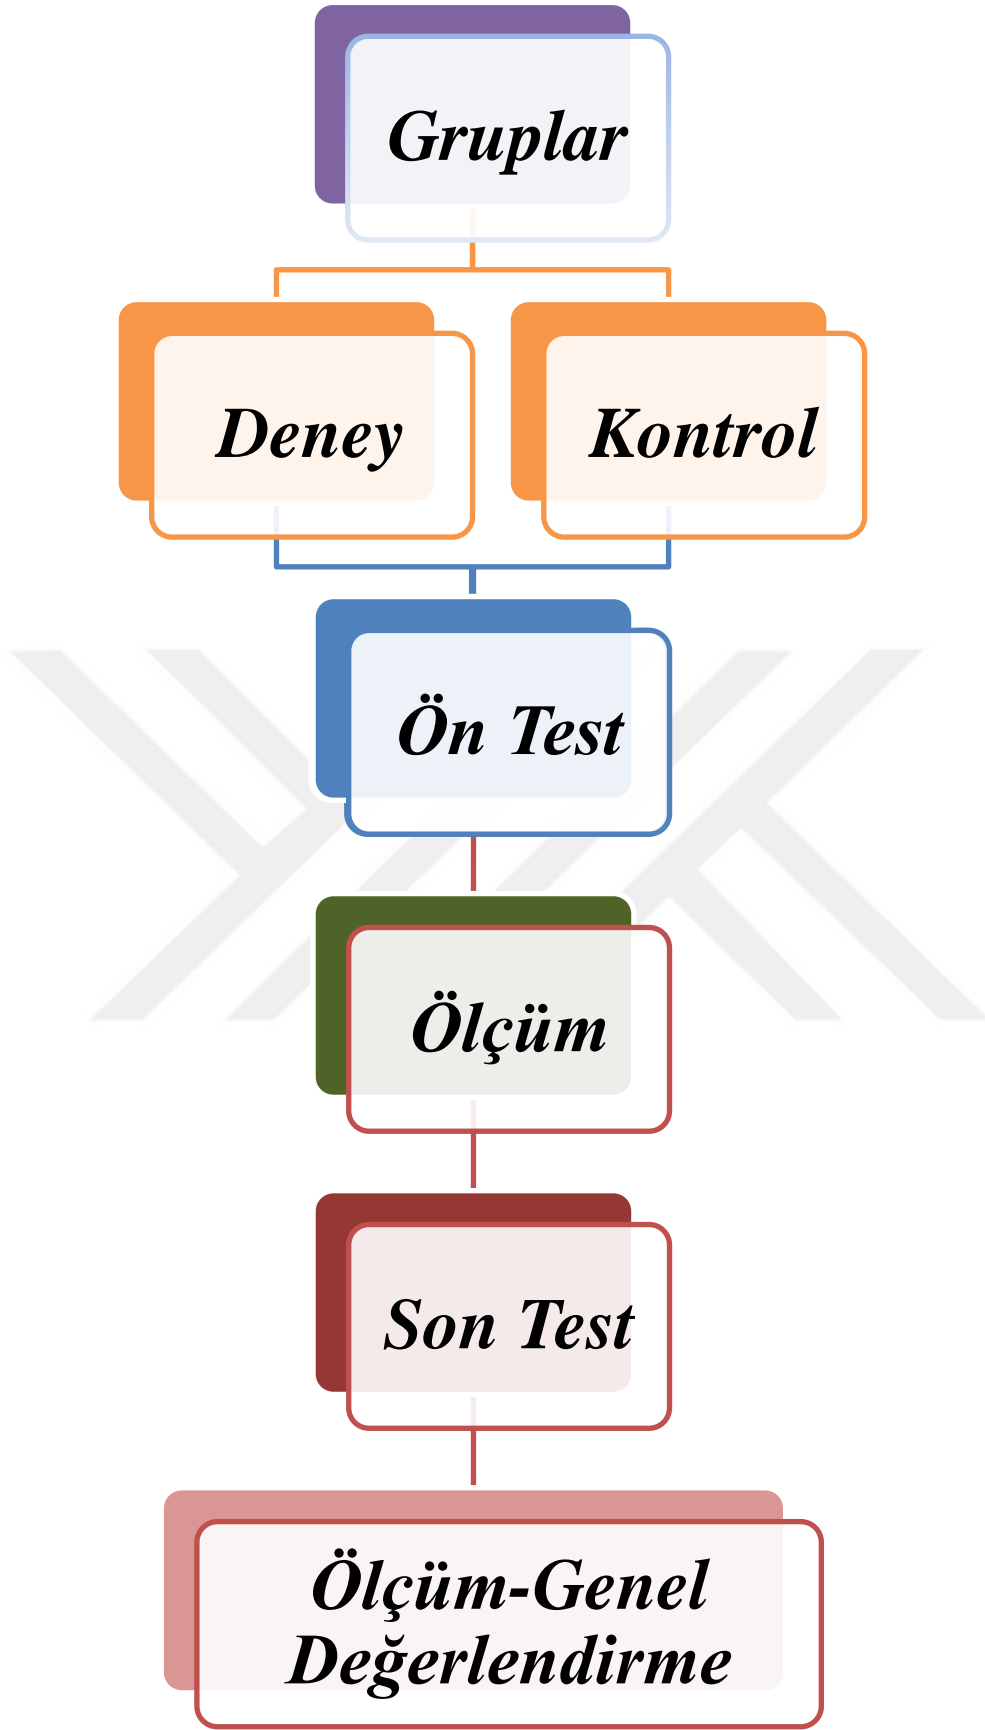 Gruplar
Deney
Kontrol
Ön Test
Ölçüm
Son Test
Ölçüm-Genel
Değerlendirme